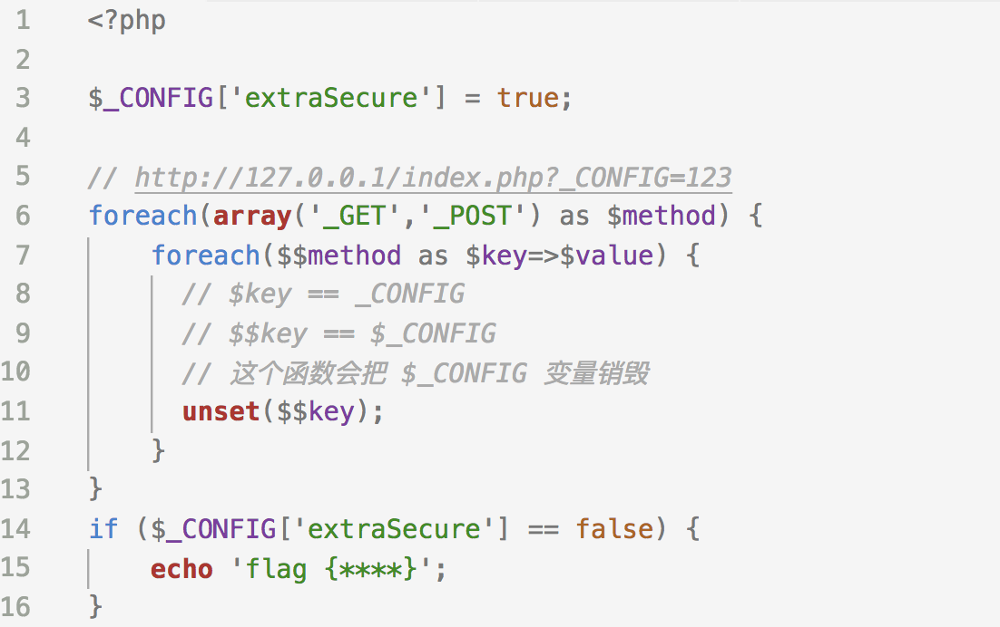 1 <?php
2
3 $_CONFIG['extraSecure'] = true;
4
5 // http://127.0.0.1/index.php?_CONFIG=123
6 foreach(array('_GET','_POST') as $method) {
7 foreach($$method as $key=>$value) {
8 // $key == _CONFIG
9 // $$key == $_CONFIG
10 // 这个函数会把 $_CONFIG 变量销毁
11 unset($$key);
12 }
13 }
14 if ($_CONFIG['extraSecure'] == false) {
15 echo 'flag {****}';
16 }